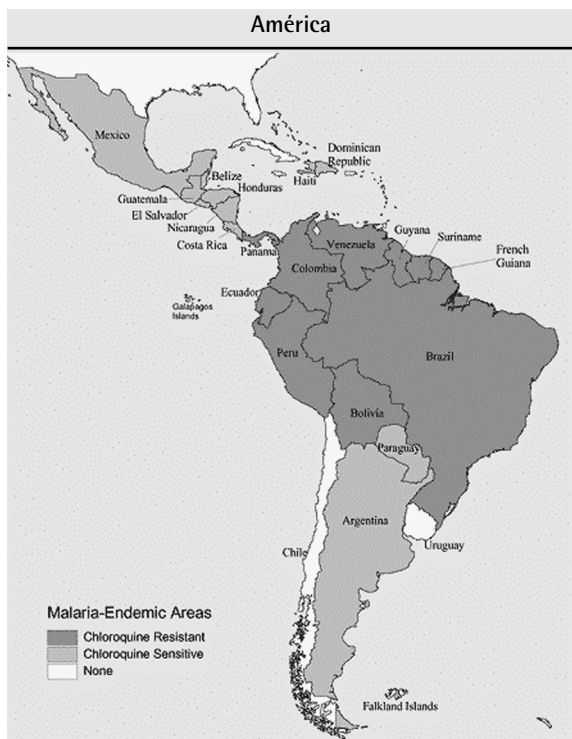 América
Mexico
Dominican
Republic
Belize
Haiti
Honduras
Guatemala
El Salvador
Nicaragua
Costa Rica
Panama
Venezuela
Guyana
Suriname
French
Guiana
Colombia
Ecuador
Galapagos
Islands
Peru
Brazil
Bolivia
Paraguay
Argentina
Chile
Uruguay
Malaria-Endemic Areas
Chloroquine Resistant
Chloroquine Sensitive
None
Falkland Islands